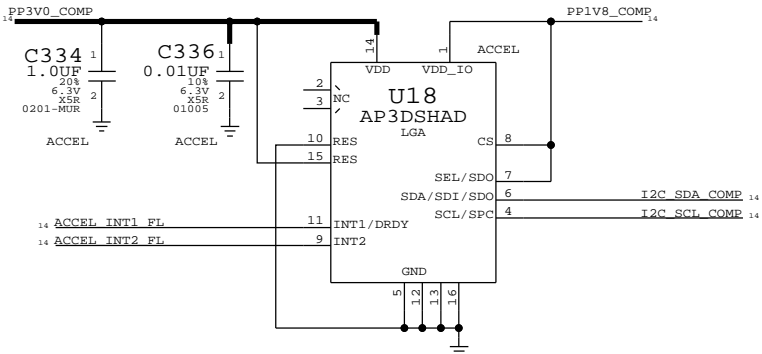 PP3V0_COMP
14
PP1V8_COMP
14
C334
1
1.0UF
20%
6.3V
X5R
2
0201-MUR
ACCEL
C336
1
0.01UF
10%
6.3V
X5R
2
01005
ACCEL
14
1
ACCEL
VDD
VDD_IO
2
3
NC
U18
AP3DSHAD
LGA
10
RES
15
RES
CS
8
SEL/SDO
7
SDA/SDI/SDO
6
I2C_SDA_COMP
14
SCL/SPC
4
I2C_SCL_COMP
14
14
ACCEL_INT1_FL
11
INT1/DRDY
14
ACCEL_INT2_FL
9
INT2
GND
5
12
13
16